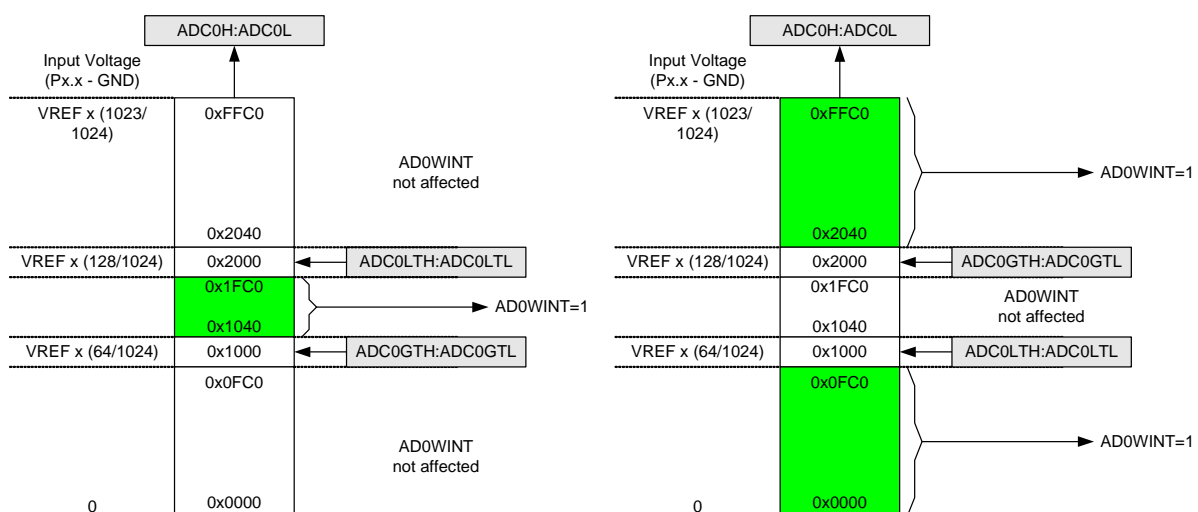 ADC0H:ADC0L
Input Voltage
(Px.x - GND)
VREF x (1023/
1024)
0xFFC0
AD0WINT
not affected
0x2040
VREF x (128/1024)
0x2000
ADC0LTH:ADC0LTL
0x1FC0
AD0WINT=1
0x1040
VREF x (64/1024)
0x1000
ADC0GTH:ADC0GTL
0x0FC0
AD0WINT
not affected
0
0x0000
ADC0H:ADC0L
Input Voltage
(Px.x - GND)
VREF x (1023/
1024)
0xFFC0
AD0WINT=1
0x2040
VREF x (128/1024)
0x2000
ADC0GTH:ADC0GTL
0x1FC0
AD0WINT
not affected
0x1040
VREF x (64/1024)
0x1000
ADC0LTH:ADC0LTL
0x0FC0
AD0WINT=1
0
0x0000